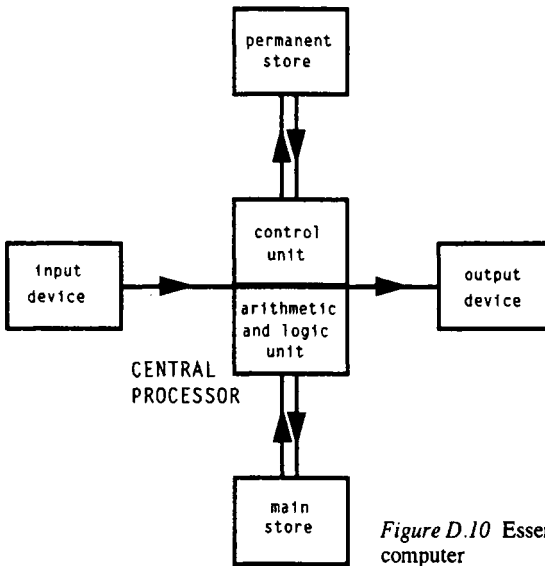 permanent
store
control
unit
input
device
output
device
arithmetic
and logic
unit
CENTRAL
PROCESSOR
main
store
Figure D.10
computer